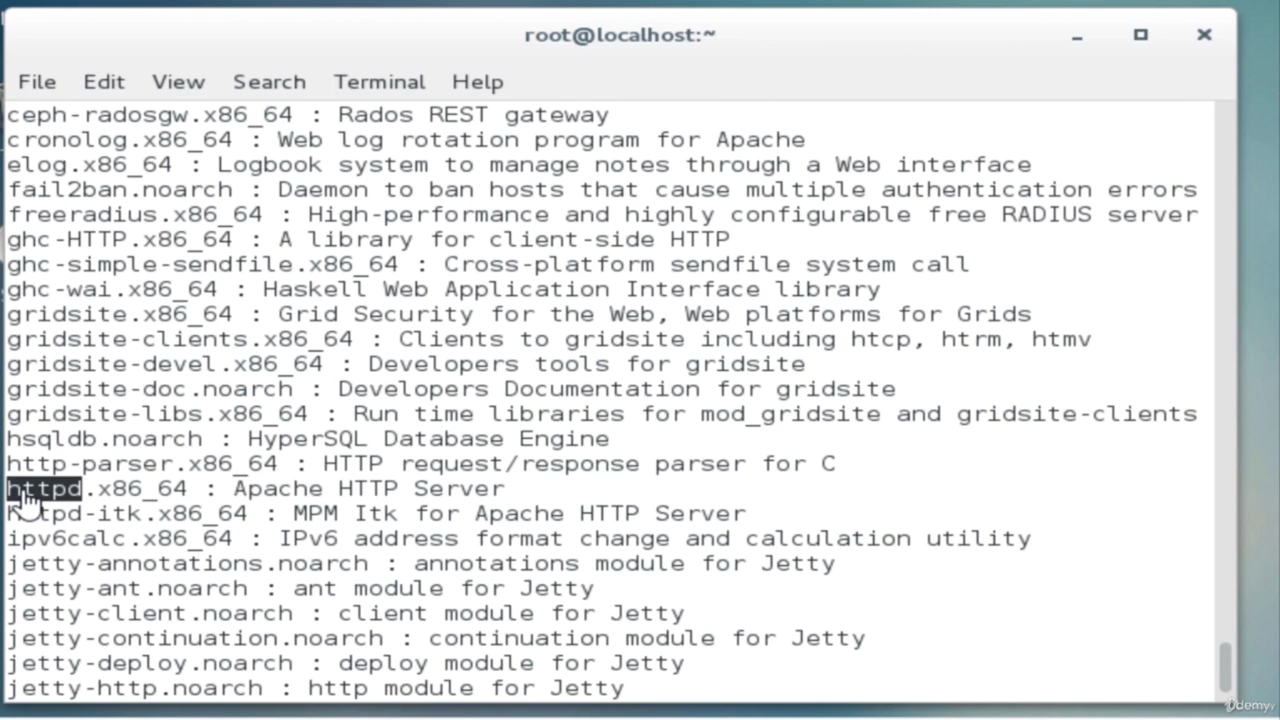 root@localhost:~
File Edit View Search Terminal Help
ceph-radosgw.x86_64 : Rados REST gateway
cronolog.x86_64 : Web log rotation program for Apache
elog.x86_64 : Logbook system to manage notes through a Web interface
fail2ban.noarch : Daemon to ban hosts that cause multiple authentication errors
freeradius.x86_64 : High-performance and highly configurable free RADIUS server
ghc-HTTP.x86_64 : A library for client-side HTTP
ghc-simple-sendfile.x86_64 : Cross-platform sendfile system call
ghc-wai.x86_64 : Haskell Web Application Interface library
gridsite.x86_64 : Grid Security for the Web, Web platforms for Grids
gridsite-clients.x86_64 : Clients to gridsite including htcp, htrm, htmv
gridsite-devel.x86_64 : Developers tools for gridsite
gridsite-doc.noarch : Developers Documentation for gridsite
gridsite-libs.x86_64 : Run time libraries for mod_gridsite and gridsite-clients
hsqldb.noarch : HyperSQL Database Engine
http-parser.x86_64 : HTTP request/response parser for C
httpd.x86_64 : Apache HTTP Server
httpd-itk.x86_64 : MPM Itk for Apache HTTP Server
ipv6calc.x86_64 : IPv6 address format change and calculation utility
jetty-annotations.noarch : annotations module for Jetty
jetty-ant.noarch : ant module for Jetty
jetty-client.noarch : client module for Jetty
jetty-continuation.noarch : continuation module for Jetty
jetty-deploy.noarch : deploy module for Jetty
jetty-http.noarch : http module for Jetty
Udemy